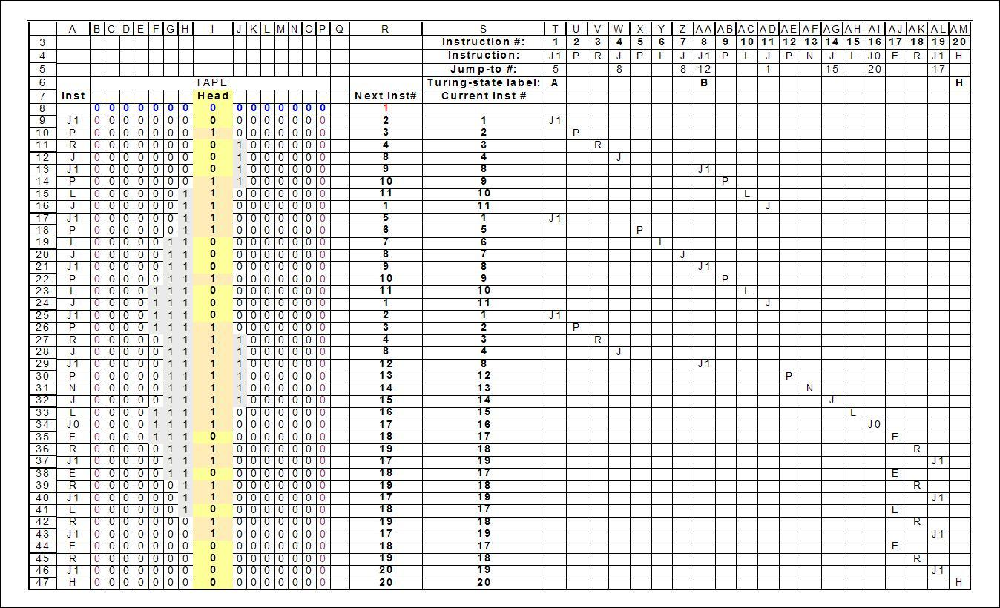 A B C D E F G H I J K L M N O P Q R S T U V W X Y Z AA AB AC AD AE AF AG AH AI AJ AK AL AM
3 Instruction #: 1 2 3 4 5 6 7 8 9 10 11 12 13 14 15 16 17 18 19 20
4 Instruction: J1 P R J P L J J1 P L J P N J L J0 E R J1 H
5 Jump-to #: 5 8 8 12 1 15 20 17
6 TAPE Turing-state label: A B H
7 Inst Head Next Inst# Current Inst #
8 0 0 0 0 0 0 0 0 0 0 0 0 0 0 0 1
9 J1 0 0 0 0 0 0 0 0 0 0 0 0 0 0 0 2 1 J1
10 P 0 0 0 0 0 0 0 1 0 0 0 0 0 0 0 3 2 P
11 R 0 0 0 0 0 0 0 0 1 0 0 0 0 0 0 4 3 R
12 J 0 0 0 0 0 0 0 0 1 0 0 0 0 0 0 8 4 J
13 J1 0 0 0 0 0 0 0 0 1 0 0 0 0 0 0 9 8 J1
14 P 0 0 0 0 0 0 0 1 1 0 0 0 0 0 0 10 9 P
15 L 0 0 0 0 0 0 1 1 0 0 0 0 0 0 0 11 10 L
16 J 0 0 0 0 0 0 1 1 0 0 0 0 0 0 0 1 11 J
17 J1 0 0 0 0 0 0 1 1 0 0 0 0 0 0 0 5 1 J1
18 P 0 0 0 0 0 0 1 1 0 0 0 0 0 0 0 6 5 P
19 L 0 0 0 0 0 1 1 0 0 0 0 0 0 0 0 7 6 L
20 J 0 0 0 0 0 1 1 0 0 0 0 0 0 0 0 8 7 J
21 J1 0 0 0 0 0 1 1 0 0 0 0 0 0 0 0 9 8 J1
22 P 0 0 0 0 0 1 1 1 0 0 0 0 0 0 0 10 9 P
23 L 0 0 0 0 1 1 1 0 0 0 0 0 0 0 0 11 10 L
24 J 0 0 0 0 1 1 1 0 0 0 0 0 0 0 0 1 11 J
25 J1 0 0 0 0 1 1 1 0 0 0 0 0 0 0 0 2 1 J1
26 P 0 0 0 0 1 1 1 1 0 0 0 0 0 0 0 3 2 P
27 R 0 0 0 0 0 1 1 1 1 0 0 0 0 0 0 4 3 R
28 J 0 0 0 0 0 1 1 1 1 0 0 0 0 0 0 8 4 J
29 J1 0 0 0 0 0 1 1 1 1 0 0 0 0 0 0 12 8 J1
30 P 0 0 0 0 0 1 1 1 1 0 0 0 0 0 0 13 12 P
31 N 0 0 0 0 0 1 1 1 1 0 0 0 0 0 0 14 13 N
32 J 0 0 0 0 0 1 1 1 1 0 0 0 0 0 0 15 14 J
33 L 0 0 0 0 1 1 1 1 0 0 0 0 0 0 0 16 15 L
34 J0 0 0 0 0 1 1 1 1 0 0 0 0 0 0 0 17 16 J0
35 E 0 0 0 0 1 1 1 0 0 0 0 0 0 0 0 18 17 E
36 R 0 0 0 0 0 1 1 1 0 0 0 0 0 0 0 19 18 R
37 J1 0 0 0 0 0 1 1 1 0 0 0 0 0 0 0 17 19 J1
38 E 0 0 0 0 0 1 1 0 0 0 0 0 0 0 0 18 17 E
39 R 0 0 0 0 0 0 1 1 0 0 0 0 0 0 0 19 18 R
40 J1 0 0 0 0 0 0 1 1 0 0 0 0 0 0 0 17 19 J1
41 E 0 0 0 0 0 0 1 0 0 0 0 0 0 0 0 18 17 E
42 R 0 0 0 0 0 0 0 1 0 0 0 0 0 0 0 19 18 R
43 J1 0 0 0 0 0 0 0 1 0 0 0 0 0 0 0 17 19 J1
44 E 0 0 0 0 0 0 0 0 0 0 0 0 0 0 0 18 17 E
45 R 0 0 0 0 0 0 0 0 0 0 0 0 0 0 0 19 18 R
46 J1 0 0 0 0 0 0 0 0 0 0 0 0 0 0 0 20 19 J1
47 H 0 0 0 0 0 0 0 0 0 0 0 0 0 0 0 20 20 H